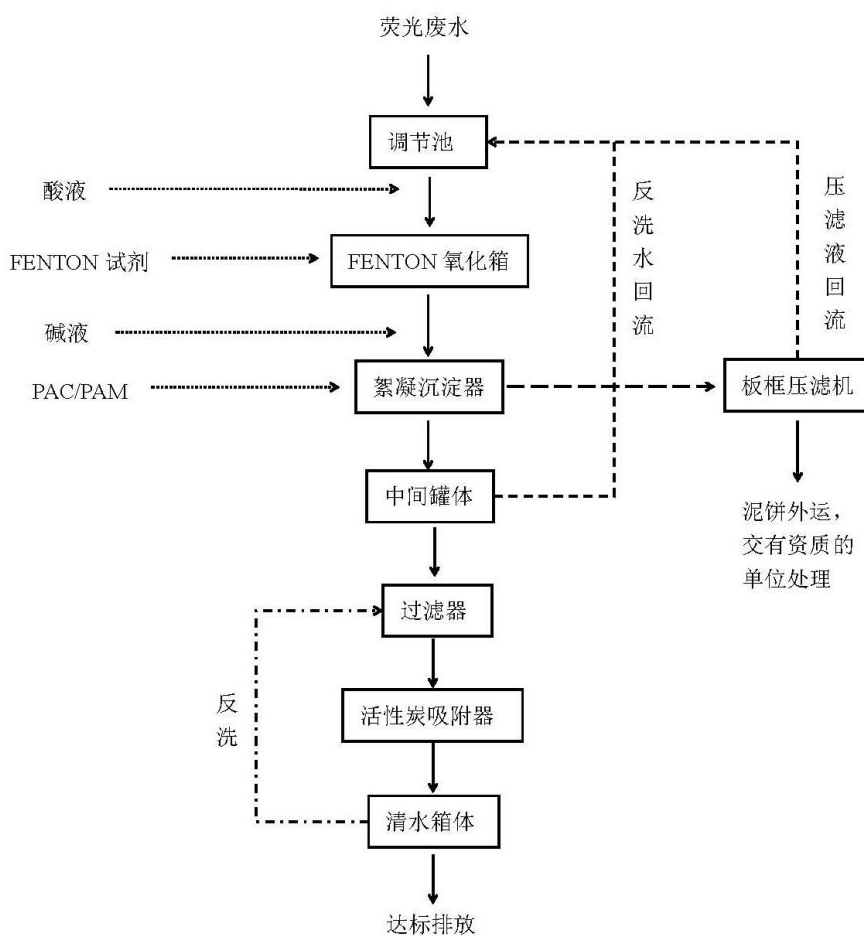 荧光废水
调节池
酸液
FENTON 试剂
FENTON 氧化箱
碱液
PAC/PAM
絮凝沉淀器
反洗水回流
压滤液回流
板框压滤机
中间罐体
泥饼外运，
交有资质的
单位处理
过滤器
反洗
活性炭吸附器
清水箱体
达标排放